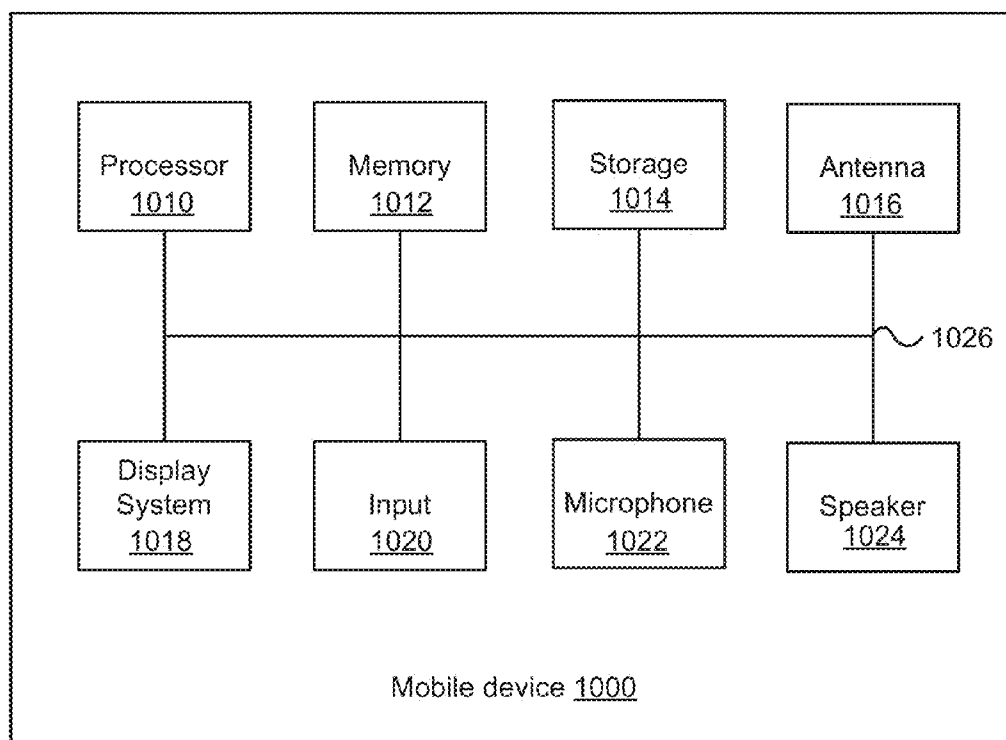 Processor
1010
Memory
1012
Storage
1014
Antenna
1016
1026
Display
System
1018
Input
1020
Microphone
1022
Speaker
1024
Mobile device 1000